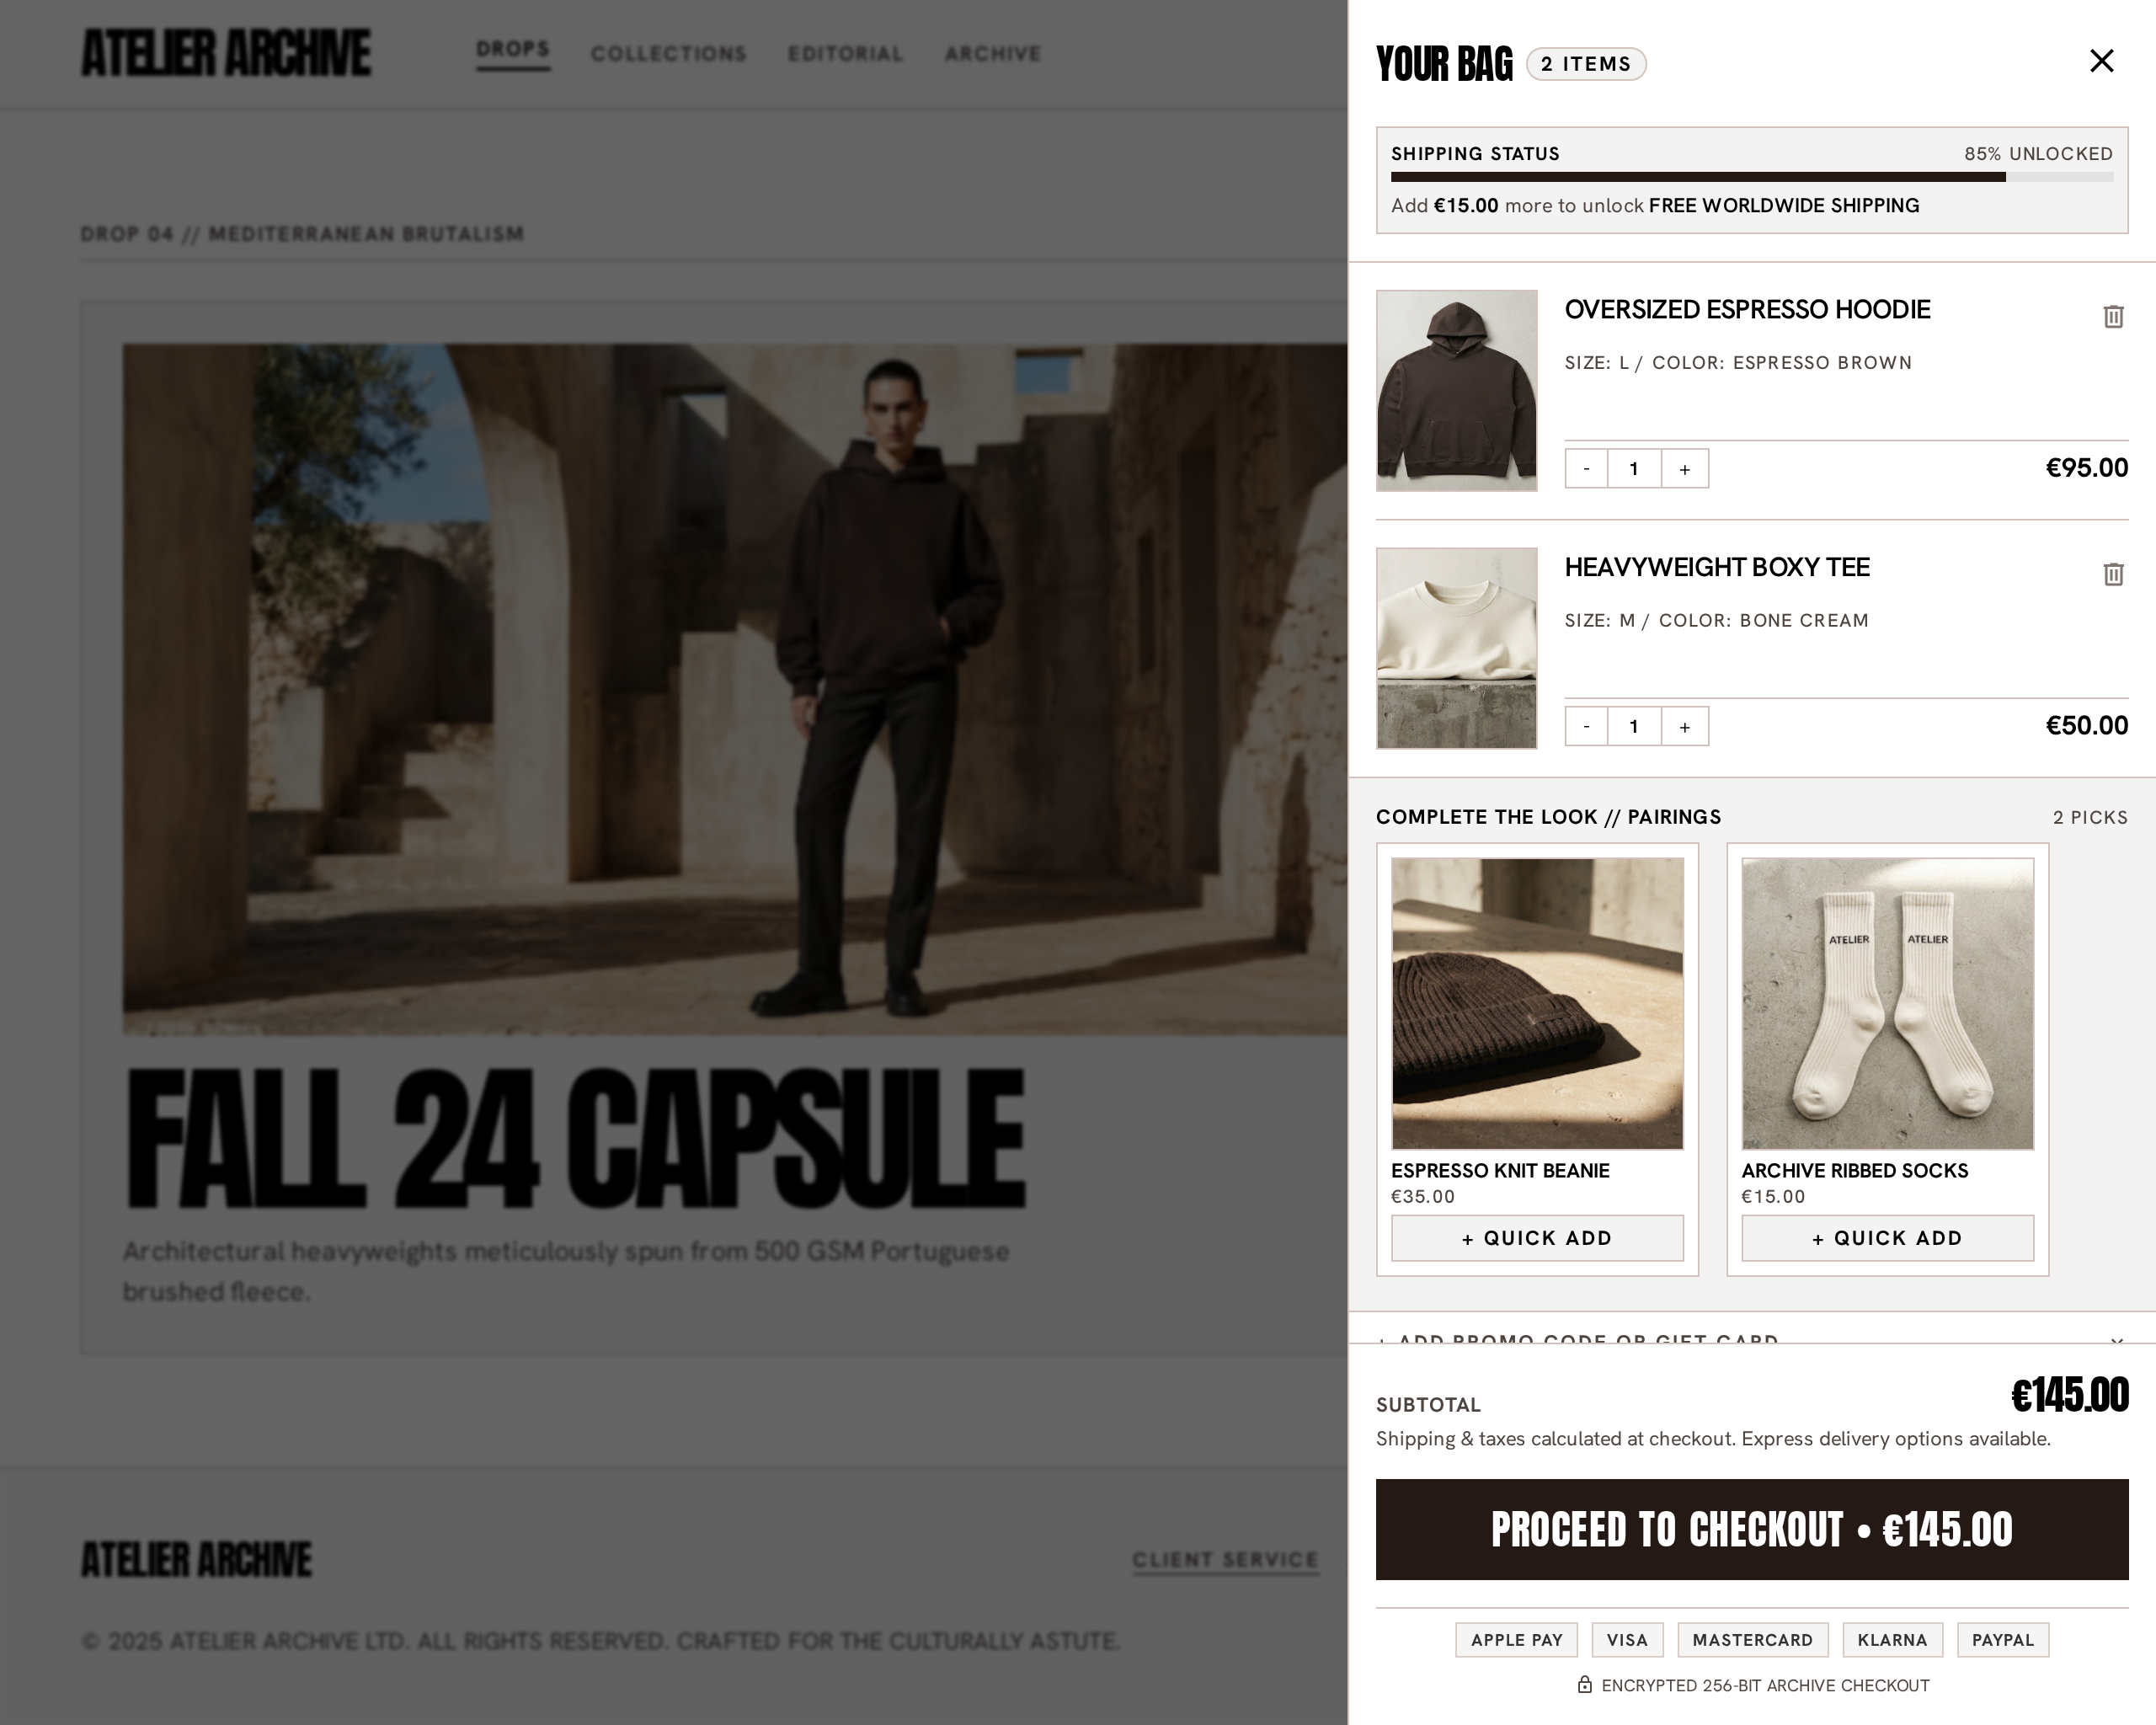 ATELIER ARCHIVE
DROPS COLLECTIONS EDITORIAL ARCHIVE
DROP 04 // MEDITERRANEAN BRUTALISM
FALL 24 CAPSULE
Architectural heavyweights meticulously spun from 500 GSM Portuguese
brushed fleece.
ATELIER ARCHIVE
CLIENT SERVICE
© 2025 ATELIER ARCHIVE LTD. ALL RIGHTS RESERVED. CRAFTED FOR THE CULTURALLY ASTUTE.
YOUR BAG 2 ITEMS
SHIPPING STATUS 85% UNLOCKED
Add €15.00 more to unlock FREE WORLDWIDE SHIPPING
OVERSIZED ESPRESSO HOODIE
SIZE: L / COLOR: ESPRESSO BROWN
- 1 + €95.00
HEAVYWEIGHT BOXY TEE
SIZE: M / COLOR: BONE CREAM
- 1 + €50.00
COMPLETE THE LOOK // PAIRINGS 2 PICKS
ATELIER ATELIER
ESPRESSO KNIT BEANIE
€35.00
+ QUICK ADD
ARCHIVE RIBBED SOCKS
€15.00
+ QUICK ADD
+ ADD PROMO CODE OR GIFT CARD
SUBTOTAL €145.00
Shipping & taxes calculated at checkout. Express delivery options available.
PROCEED TO CHECKOUT • €145.00
APPLE PAY VISA MASTERCARD KLARNA PAYPAL
ENCRYPTED 256-BIT ARCHIVE CHECKOUT